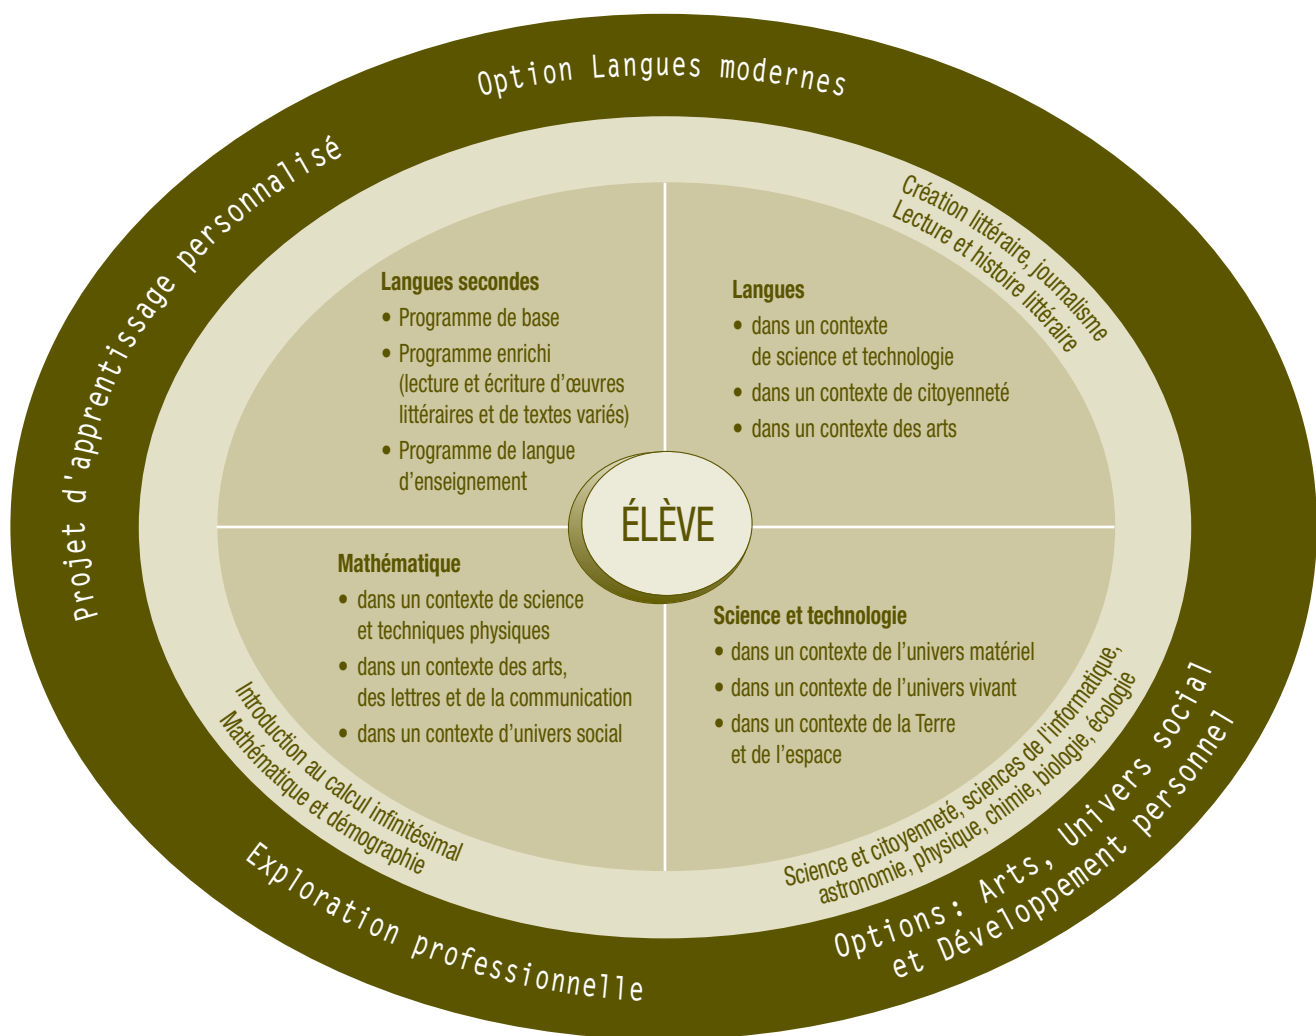 Option Langues modernes
Projet d'apprentissage personnalisé
Création littéraire, journalisme
Lecture et histoire littéraire
Langues secondes
• Programme de base
• Programme enrichi
(lecture et écriture d'œuvres
littéraires et de textes variés)
• Programme de langue
d'enseignement
Langues
• dans un contexte
de science et technologie
• dans un contexte de citoyenneté
• dans un contexte des arts
ÉLÈVE
Mathématique
• dans un contexte de science
et techniques physiques
• dans un contexte des arts,
des lettres et de la communication
• dans un contexte d'univers social
Science et technologie
• dans un contexte de l'univers matériel
• dans un contexte de l'univers vivant
• dans un contexte de la Terre
et de l'espace
Introduction au calcul infinitésimal
Mathématique et démographie
Science et citoyenneté, sciences de l'informatique,
astronomie, physique, chimie, biologie, écologie
Exploration professionnelle
Options: Arts, Univers social
et Développement personnel